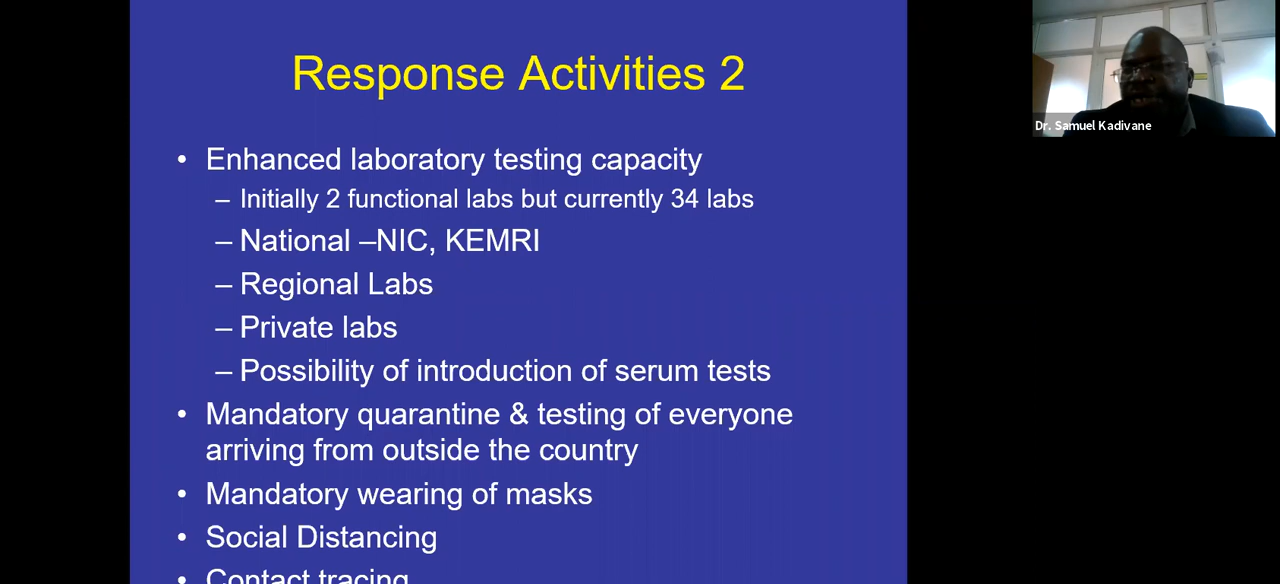 Response Activities 2
• Enhanced laboratory testing capacity
– Initially 2 functional labs but currently 34 labs
– National –NIC, KEMRI
– Regional Labs
– Private labs
– Possibility of introduction of serum tests
• Mandatory quarantine & testing of everyone
arriving from outside the country
• Mandatory wearing of masks
• Social Distancing
• Contact tracing
Dr. Samuel Kadivane